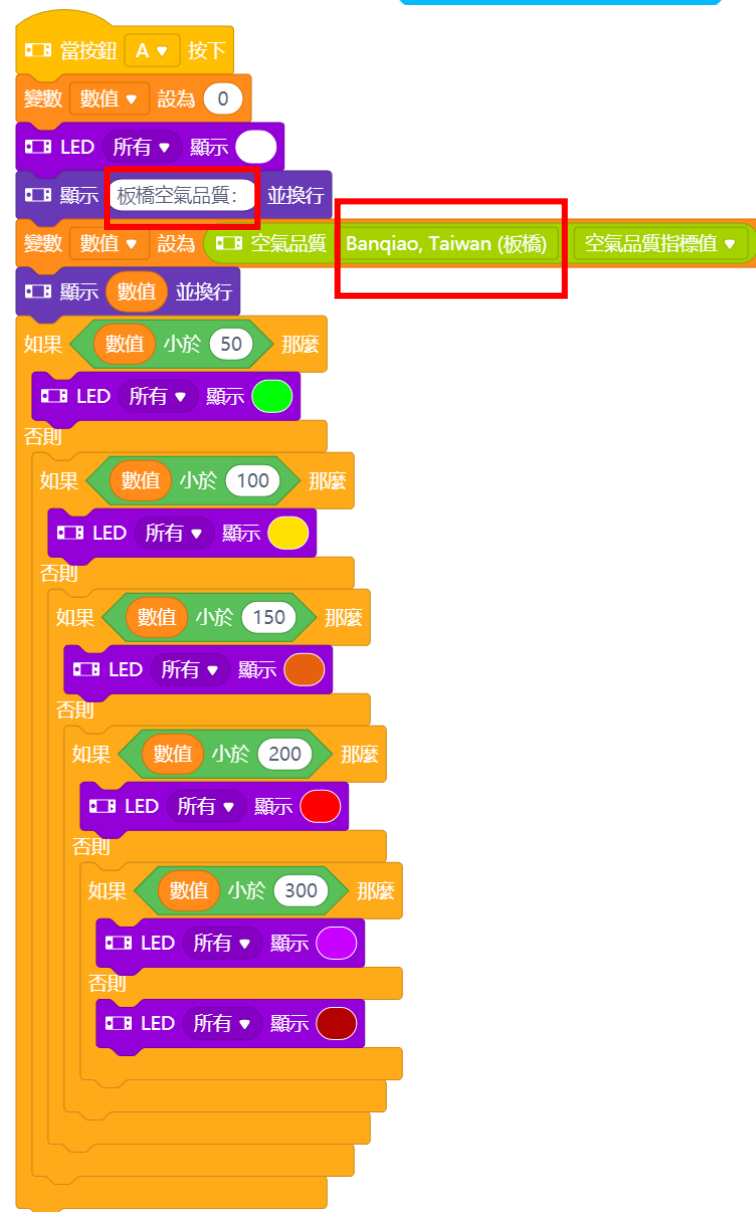 當按鈕 A ▼ 按下
變數 數值 ▼ 設為 0
LED 所有 ▼ 顯示
顯示 板橋空氣品質: 並換行
變數 數值 ▼ 設為 空氣品質 Banqiao, Taiwan (板橋) 空氣品質指標值 ▼
顯示 數值 並換行
如果 數值 小於 50 那麼
LED 所有 ▼ 顯示
否則
如果 數值 小於 100 那麼
LED 所有 ▼ 顯示
否則
如果 數值 小於 150 那麼
LED 所有 ▼ 顯示
否則
如果 數值 小於 200 那麼
LED 所有 ▼ 顯示
否則
如果 數值 小於 300 那麼
LED 所有 ▼ 顯示
否則
LED 所有 ▼ 顯示